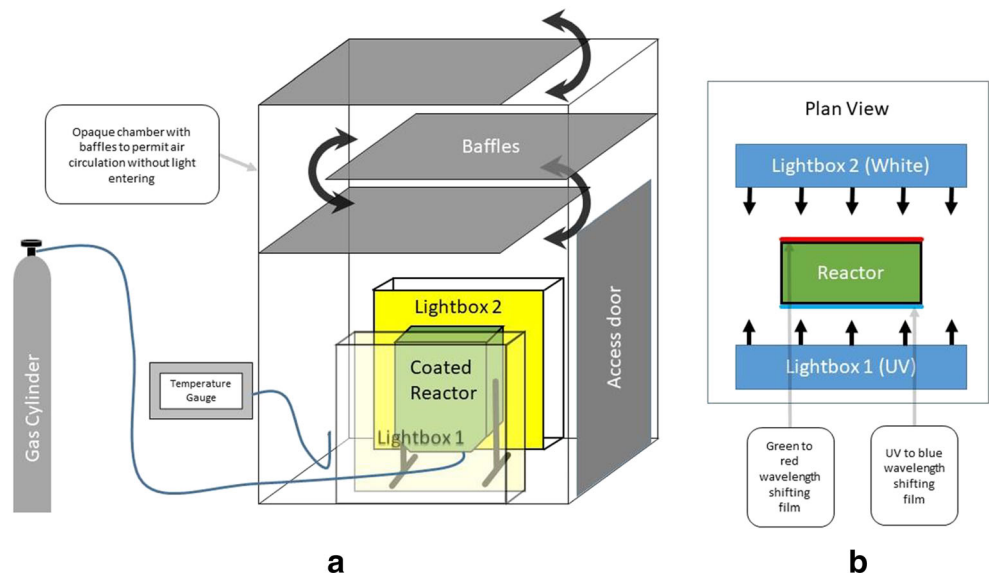 Opaque chamber with
baffles to permit air
circulation without light
entering
Baffles
Gas Cylinder
Temperature
Gauge
Lightbox 2
Coated
Reactor
Lightbox 1
Access door
a
Plan View
Lightbox 2 (White)
Reactor
Lightbox 1 (UV)
Green to
red
wavelength
shifting
film
UV to blue
wavelength
shifting
film
b